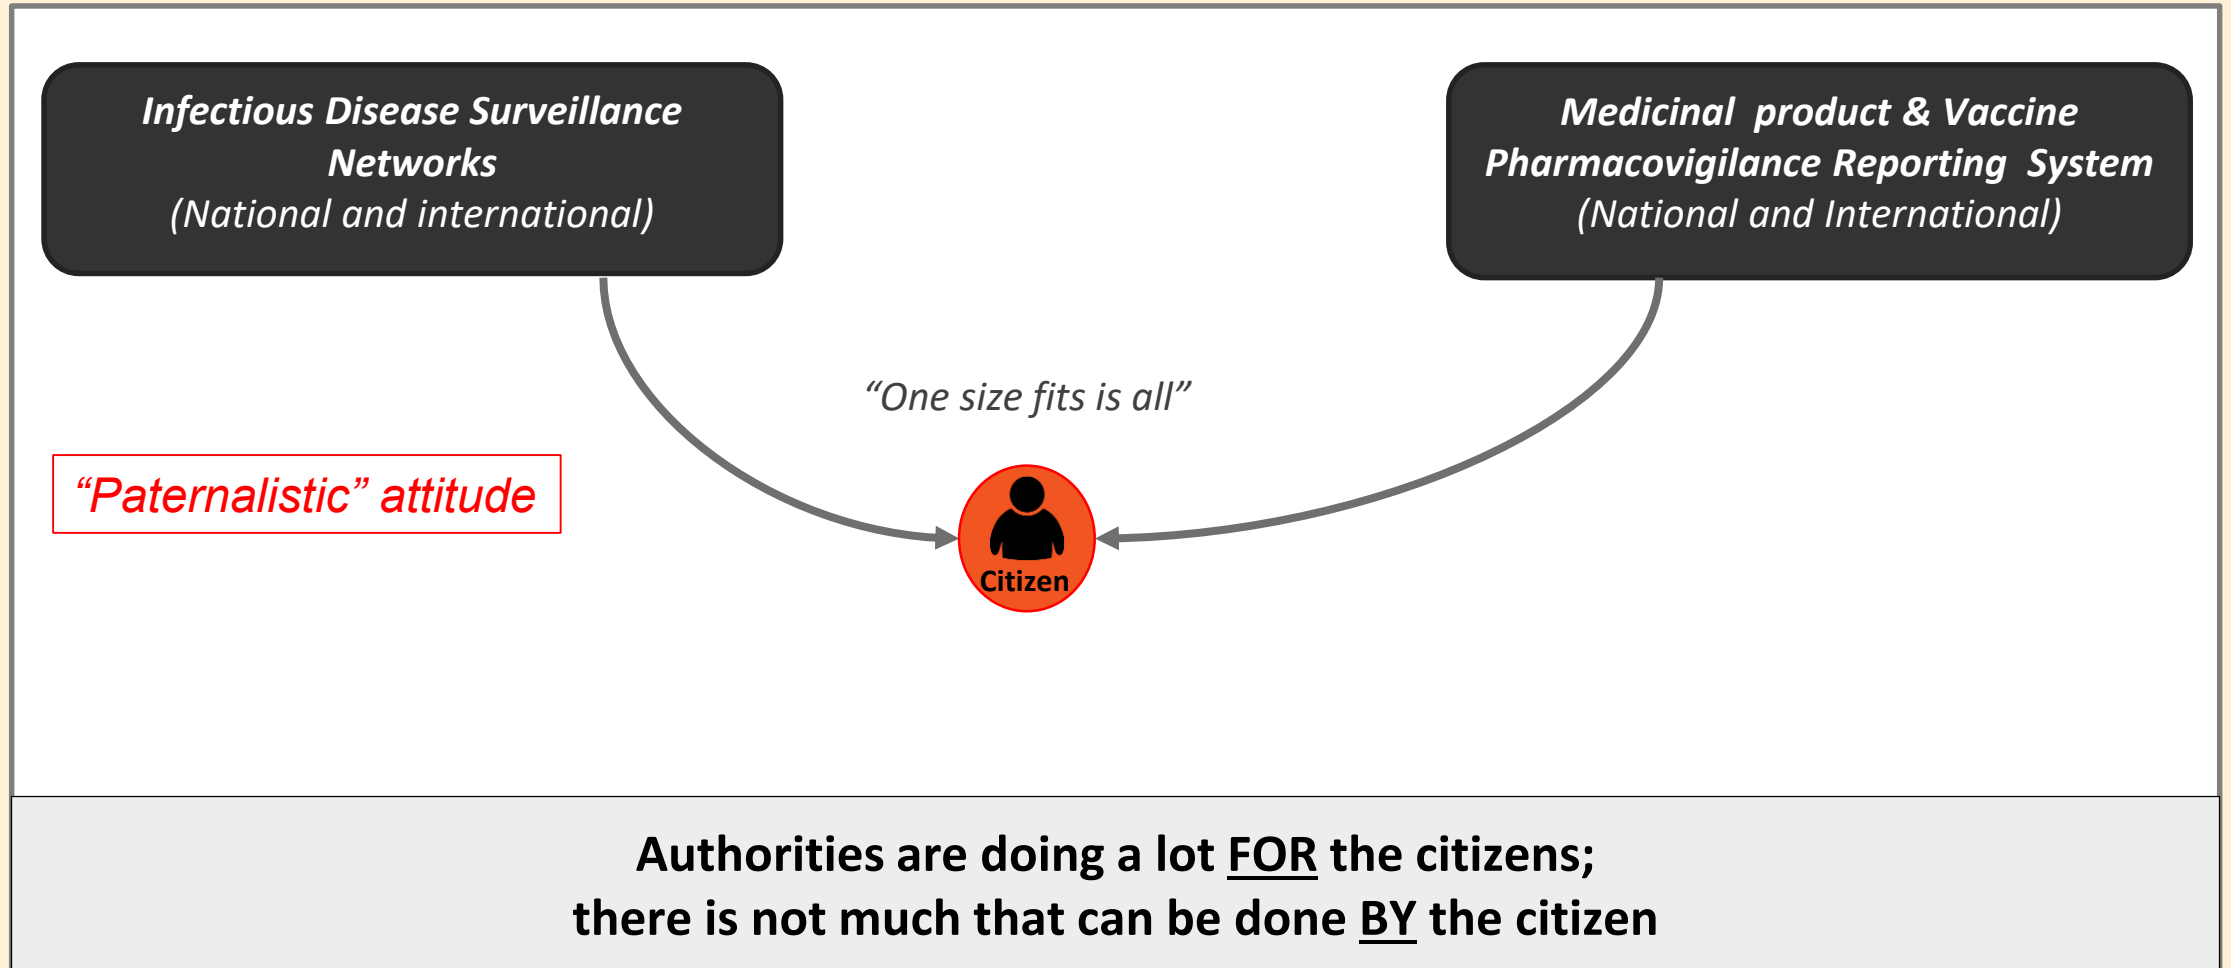 Infectious Disease Surveillance
Networks
(National and international)
Medicinal product & Vaccine
Pharmacovigilance Reporting System
(National and International)
“One size fits is all”
“Paternalistic” attitude
Citizen
Authorities are doing a lot FOR the citizens;
there is not much that can be done BY the citizen